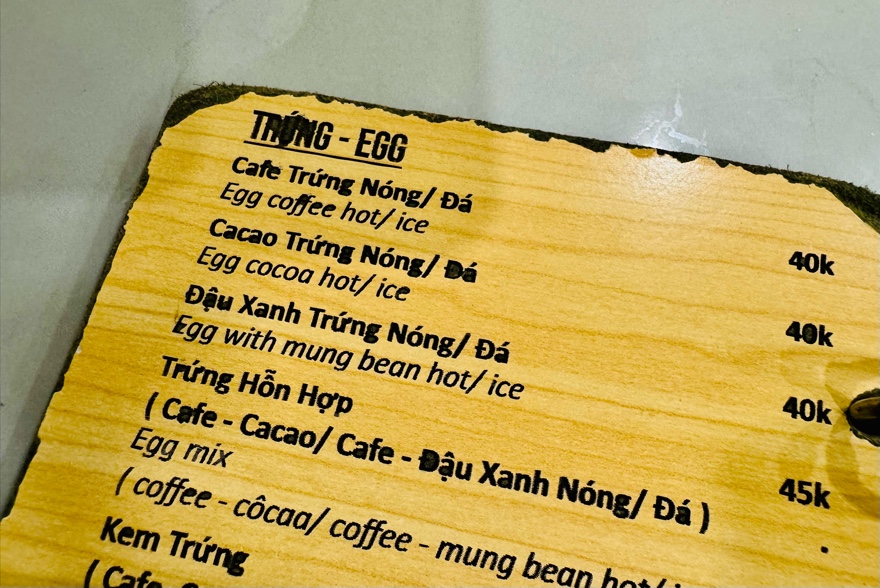 TRỨNG - EGG
Cafe Trứng Nóng/ Đá
Egg coffee hot/ ice
40k
Cacao Trứng Nóng/ Đá
Egg cocoa hot/ ice
40k
Đậu Xanh Trứng Nóng/ Đá
Egg with mung bean hot/ ice
40k
Trứng Hỗn Hợp
( Cafe - Cacao/ Cafe - Đậu Xanh Nóng/ Đá )
45k
Egg mix
( coffee - côcaa/ coffee - mung bean hot/
Kem Trứng
( Cafe